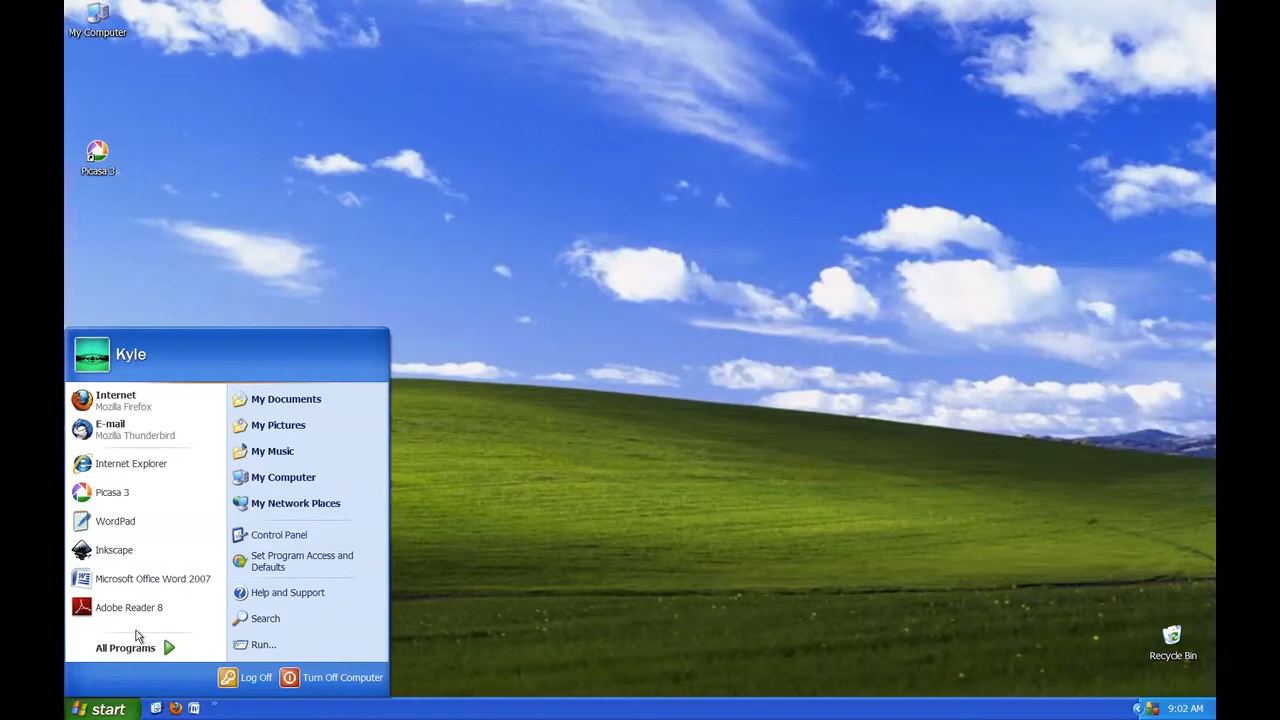 My Computer
Picasa 3
Kyle
Internet
Mozilla Firefox
E-mail
Mozilla Thunderbird
Internet Explorer
Picasa 3
WordPad
Inkscape
Microsoft Office Word 2007
Adobe Reader 8
All Programs
My Documents
My Pictures
My Music
My Computer
My Network Places
Control Panel
Set Program Access and
Defaults
Help and Support
Search
Run...
Log Off
Turn Off Computer
Recycle Bin
start
9:02 AM